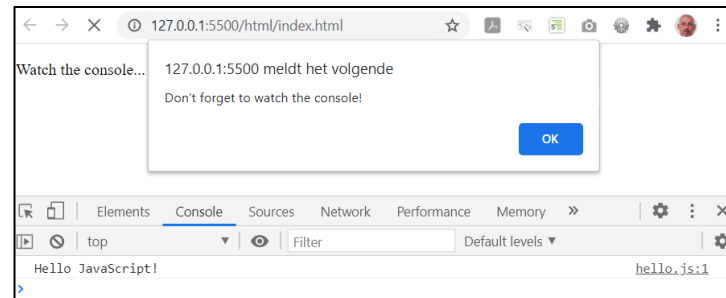 127.0.0.1:5500/html/index.html
Watch the console...
127.0.0.1:5500 meldt het volgende
Don't forget to watch the console!
OK
Elements Console Sources Network Performance Memory »
top Filter Default levels
Hello JavaScript! hello.js:1
>